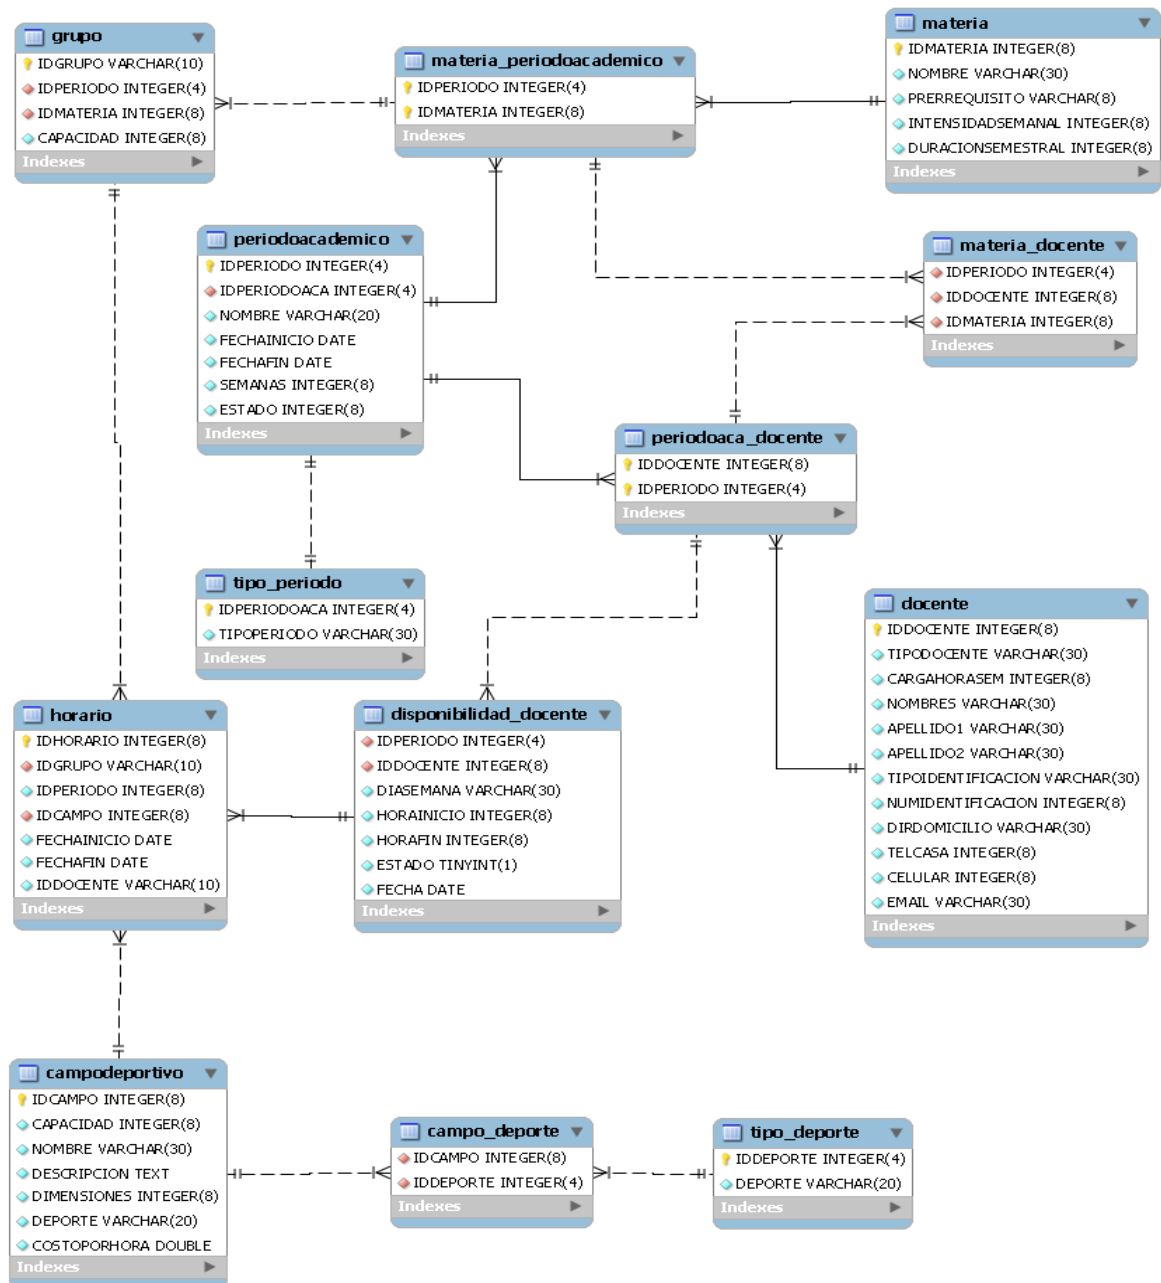 grupo
IDGRUPO VARCHAR(10)
IDPERIODO INTEGER(4)
IDMATERIA INTEGER(8)
CAPACIDAD INTEGER(8)
Indexes
materia_periodoacademico
IDPERIODO INTEGER(4)
IDMATERIA INTEGER(8)
Indexes
materia
IDMATERIA INTEGER(8)
NOMBRE VARCHAR(30)
PRERREQUISITO VARCHAR(8)
INTENSIDADSEMANAL INTEGER(8)
DURACIONSEMESTRAL INTEGER(8)
Indexes
periodoacademico
IDPERIODO INTEGER(4)
IDPERIODOACA INTEGER(4)
NOMBRE VARCHAR(20)
FECHAINICIO DATE
FECHAFIN DATE
SEMANAS INTEGER(8)
ESTADO INTEGER(8)
Indexes
materia_docente
IDPERIODO INTEGER(4)
IDDOCENTE INTEGER(8)
IDMATERIA INTEGER(8)
Indexes
periodoaca_docente
IDDOCENTE INTEGER(8)
IDPERIODO INTEGER(4)
Indexes
tipo_periodo
IDPERIODOACA INTEGER(4)
TIPOPERIODO VARCHAR(30)
Indexes
docente
IDDOCENTE INTEGER(8)
TIPODOCENTE VARCHAR(30)
CARGAHORASEM INTEGER(8)
NOMBRES VARCHAR(30)
APELLIDO1 VARCHAR(30)
APELLIDO2 VARCHAR(30)
TIPOIDENTIFICACION VARCHAR(30)
NUMIDENTIFICACION INTEGER(8)
DIRDOMICILIO VARCHAR(30)
TELCASA INTEGER(8)
CELULAR INTEGER(8)
EMAIL VARCHAR(30)
Indexes
horario
IDHORARIO INTEGER(8)
IDGRUPO VARCHAR(10)
IDPERIODO INTEGER(8)
IDCAMPO INTEGER(8)
FECHAINICIO DATE
FECHAFIN DATE
IDDOCENTE VARCHAR(10)
Indexes
disponibilidad_docente
IDPERIODO INTEGER(4)
IDDOCENTE INTEGER(8)
DIASEMANA VARCHAR(30)
HORAINICIO INTEGER(8)
HORAFIN INTEGER(8)
ESTADO TINYINT(1)
FECHA DATE
Indexes
campodeportivo
IDCAMPO INTEGER(8)
CAPACIDAD INTEGER(8)
NOMBRE VARCHAR(30)
DESCRIPCION TEXT
DIMENSIONES INTEGER(8)
DEPORTE VARCHAR(20)
COSTOPORHORA DOUBLE
Indexes
campo_deporte
IDCAMPO INTEGER(8)
IDDEPORTE INTEGER(4)
Indexes
tipo_deporte
IDDEPORTE INTEGER(4)
DEPORTE VARCHAR(20)
Indexes